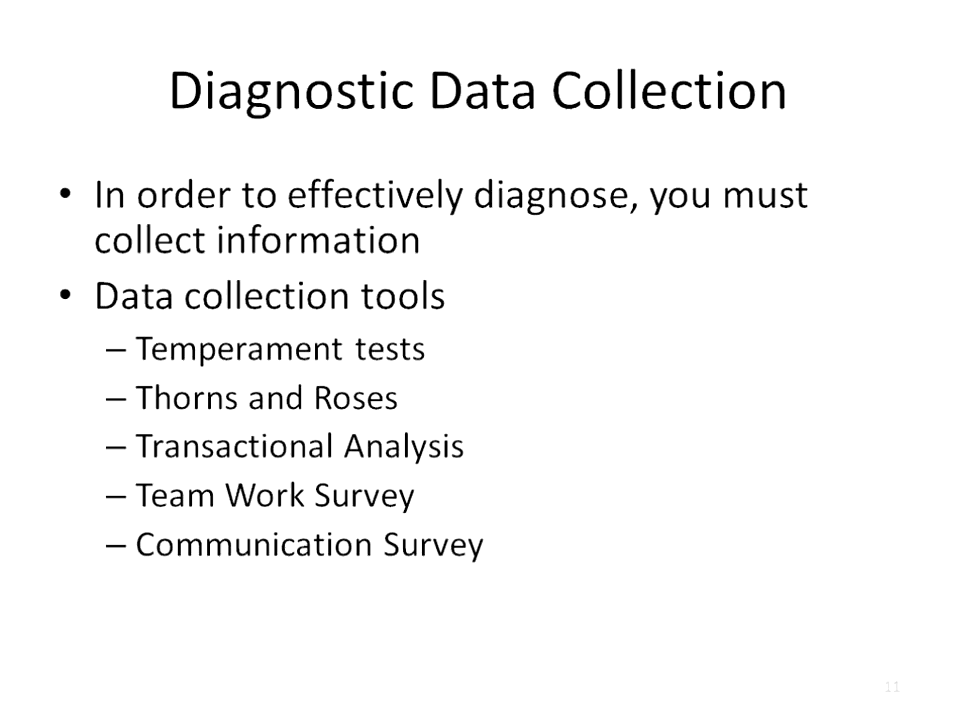 Diagnostic Data Collection
• In order to effectively diagnose, you must
collect information
• Data collection tools
– Temperament tests
– Thorns and Roses
– Transactional Analysis
– Team Work Survey
– Communication Survey
11